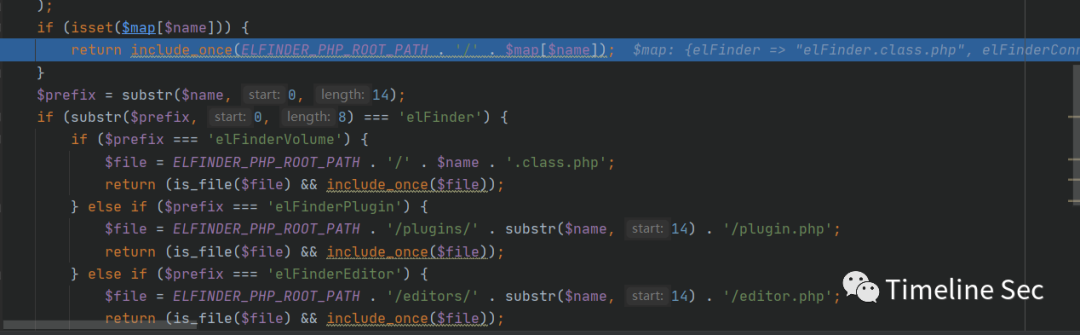 );
if (isset($map[$name])) {
return include_once(ELFINDER_PHP_ROOT_PATH . '/' . $map[$name]); $map: {elFinder => "elFinder.class.php", elFinderConn
}
$prefix = substr($name, start: 0, length: 14);
if (substr($prefix, start: 0, length: 8) === 'elFinder') {
if ($prefix === 'elFinderVolume') {
$file = ELFINDER_PHP_ROOT_PATH . '/' . $name . '.class.php';
return (is_file($file) && include_once($file));
} else if ($prefix === 'elFinderPlugin') {
$file = ELFINDER_PHP_ROOT_PATH . '/plugins/' . substr($name, start: 14) . '/plugin.php';
return (is_file($file) && include_once($file));
} else if ($prefix === 'elFinderEditor') {
$file = ELFINDER_PHP_ROOT_PATH . '/editors/' . substr($name, start: 14) . '/editor.php';
return (is_file($file) && include_once($file));
Timeline Sec